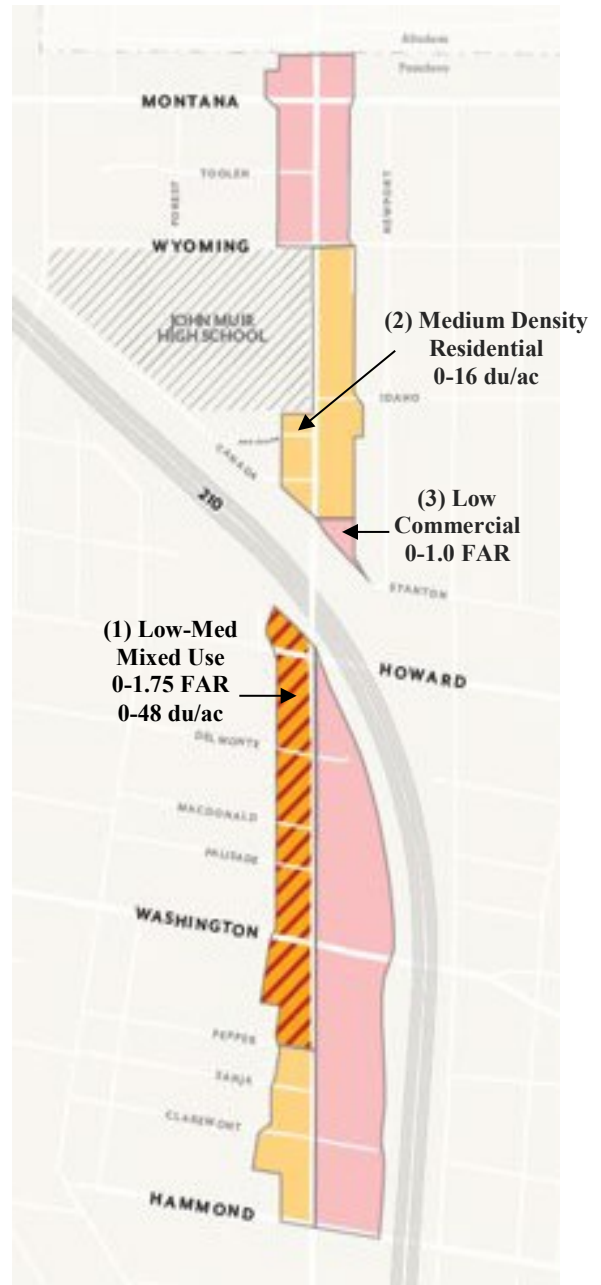 Altadena
Pasadena
MONTANA
TOOLEN
FOREST
NEWPORT
WYOMING
JOHN MUIR
HIGH SCHOOL
(2) Medium Density
Residential
0-16 du/ac
IDAHO
CANADA
210
(3) Low
Commercial
0-1.0 FAR
STANTON
(1) Low-Med
Mixed Use
0-1.75 FAR
0-48 du/ac
HOWARD
DEL MONTE
MACDONALD
PALISADE
WASHINGTON
PEPPER
ZANJA
CLAREMONT
HAMMOND